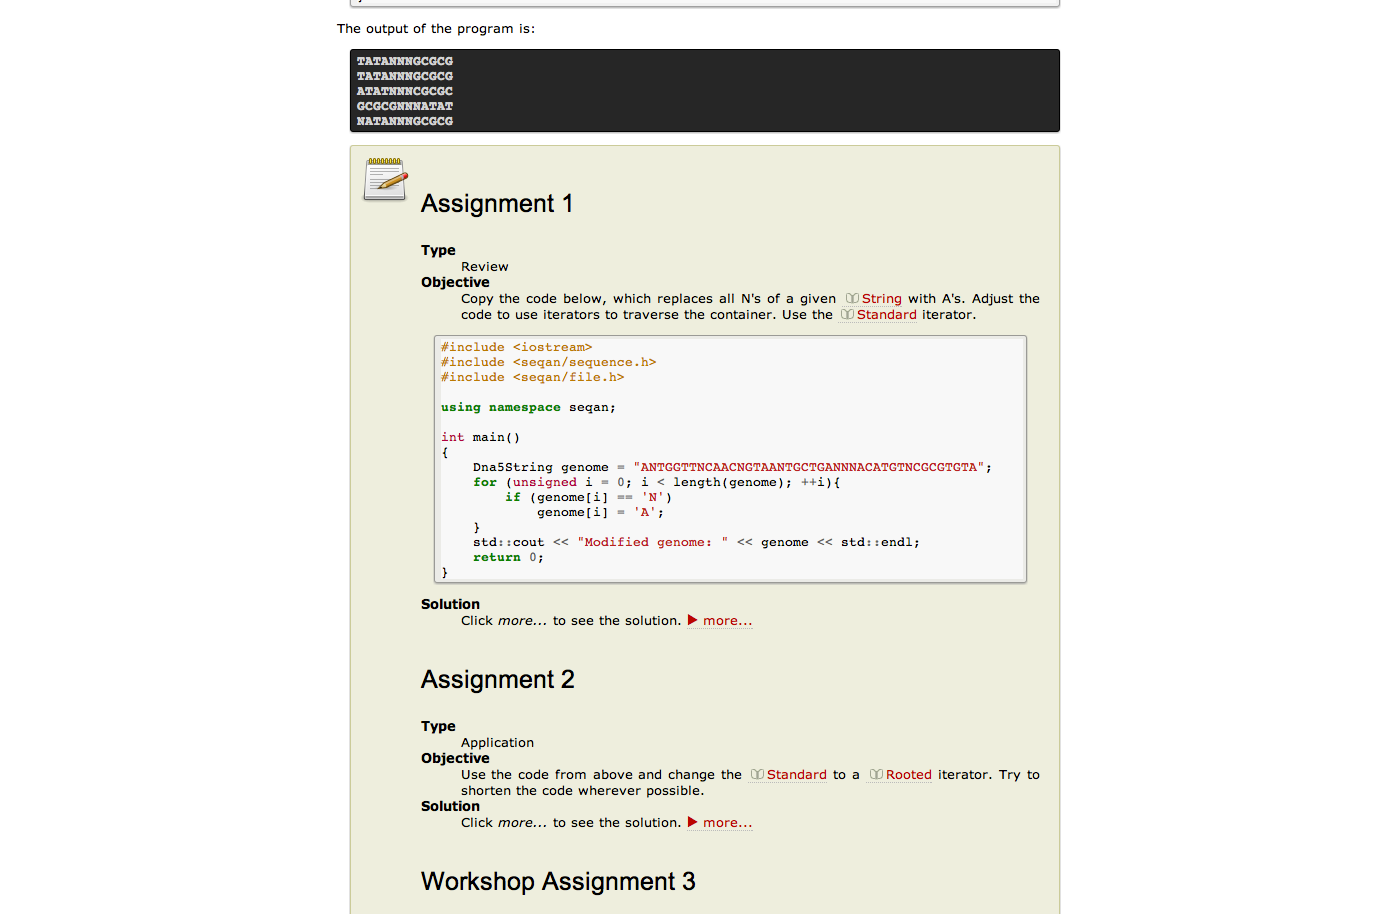 The output of the program is:
TATANNNGCGCG
TATANNNGCGCG
ATATNNNCGCGC
GCGCGNNNATAT
NATANNNGCGCG
Assignment 1
Type
Review
Objective
Copy the code below, which replaces all N's of a given String with A's. Adjust the
code to use iterators to traverse the container. Use the Standard iterator.
#include <iostream>
#include <seqan/sequence.h>
#include <seqan/file.h>
using namespace seqan;
int main()
{
Dna5String genome = "ANTGGTTNCAACNGTAANTGCTGANNNACATGTNCGCGTGTA";
for (unsigned i = 0; i < length(genome); ++i){
if (genome[i] == 'N')
genome[i] = 'A';
}
std::cout << "Modified genome: " << genome << std::endl;
return 0;
}
Solution
Click more... to see the solution. ▶ more...
Assignment 2
Type
Application
Objective
Use the code from above and change the Standard to a Rooted iterator. Try to
shorten the code wherever possible.
Solution
Click more... to see the solution. ▶ more...
Workshop Assignment 3